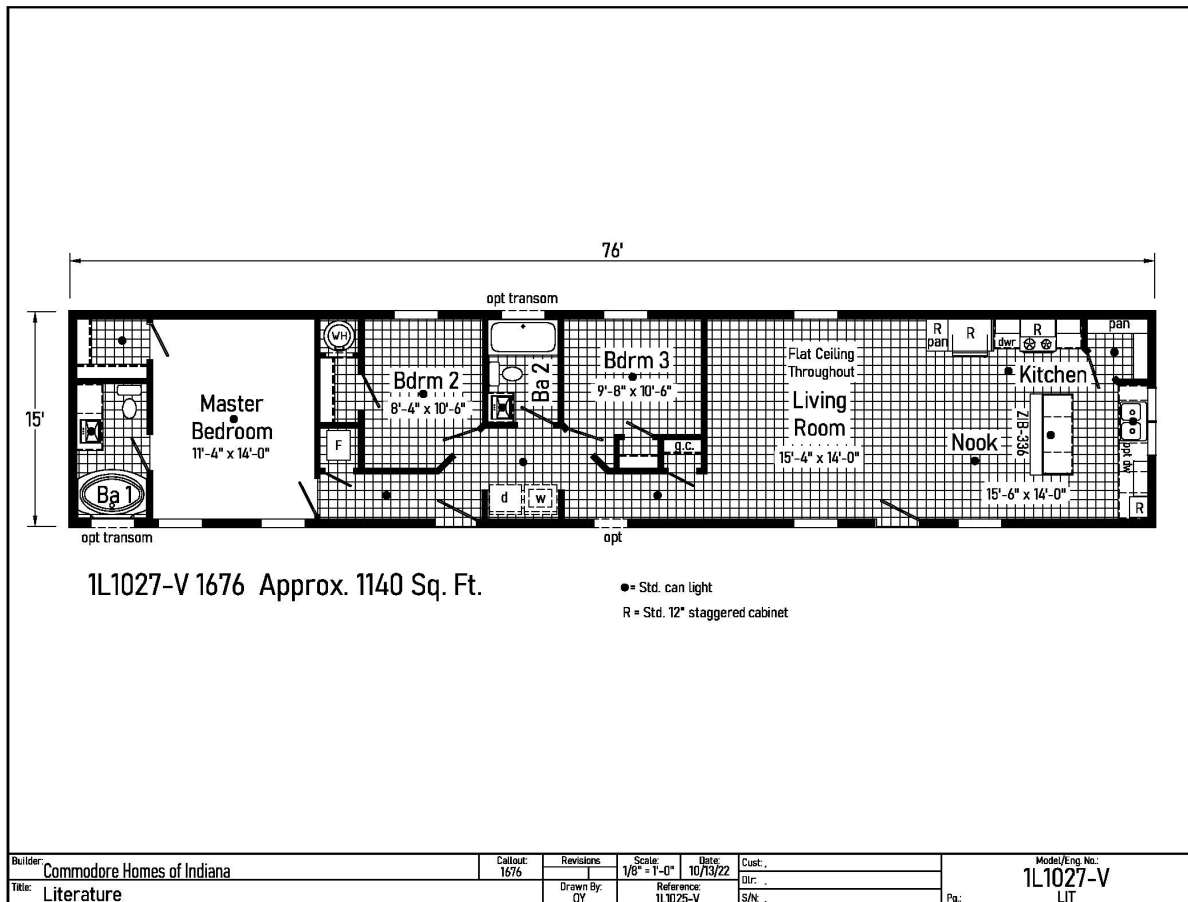 76'
opt transom
15'
WH
Bdrm 2
8'-4" x 10'-6"
Ba 2
Bdrm 3
9'-8" x 10'-6"
Flat Ceiling
Throughout
Living
Room
15'-4" x 14'-0"
R
pan
R
dwr
R
pan
Kitchen
Nook
15'-6" x 14'-0"
ZIB-336
opt dw
R
Master
Bedroom
11'-4" x 14'-0"
F
g.c.
d
w
Ba 1
opt transom
opt
1L1027-V 1676 Approx. 1140 Sq. Ft.
●= Std. can light
R = Std. 12" staggered cabinet
Builder: Commodore Homes of Indiana
Title: Literature
Callout:
1676
Revisions
Scale:
1/8" = 1'-0"
Date:
10/13/22
Drawn By:
OY
Reference:
1L1025-V
Cust: .
Dlr: .
S/N: .
Model/Eng. No.:
1L1027-V
Pg.: LIT